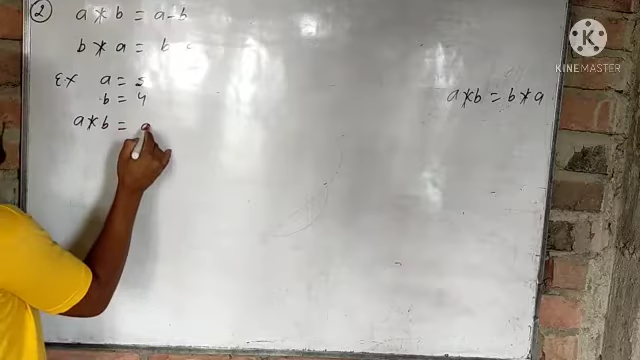 2 a * b = a - b
b * a = b
Ex a = 5
b = 4
a * b = a
a * b = b * a
KINEMASTER